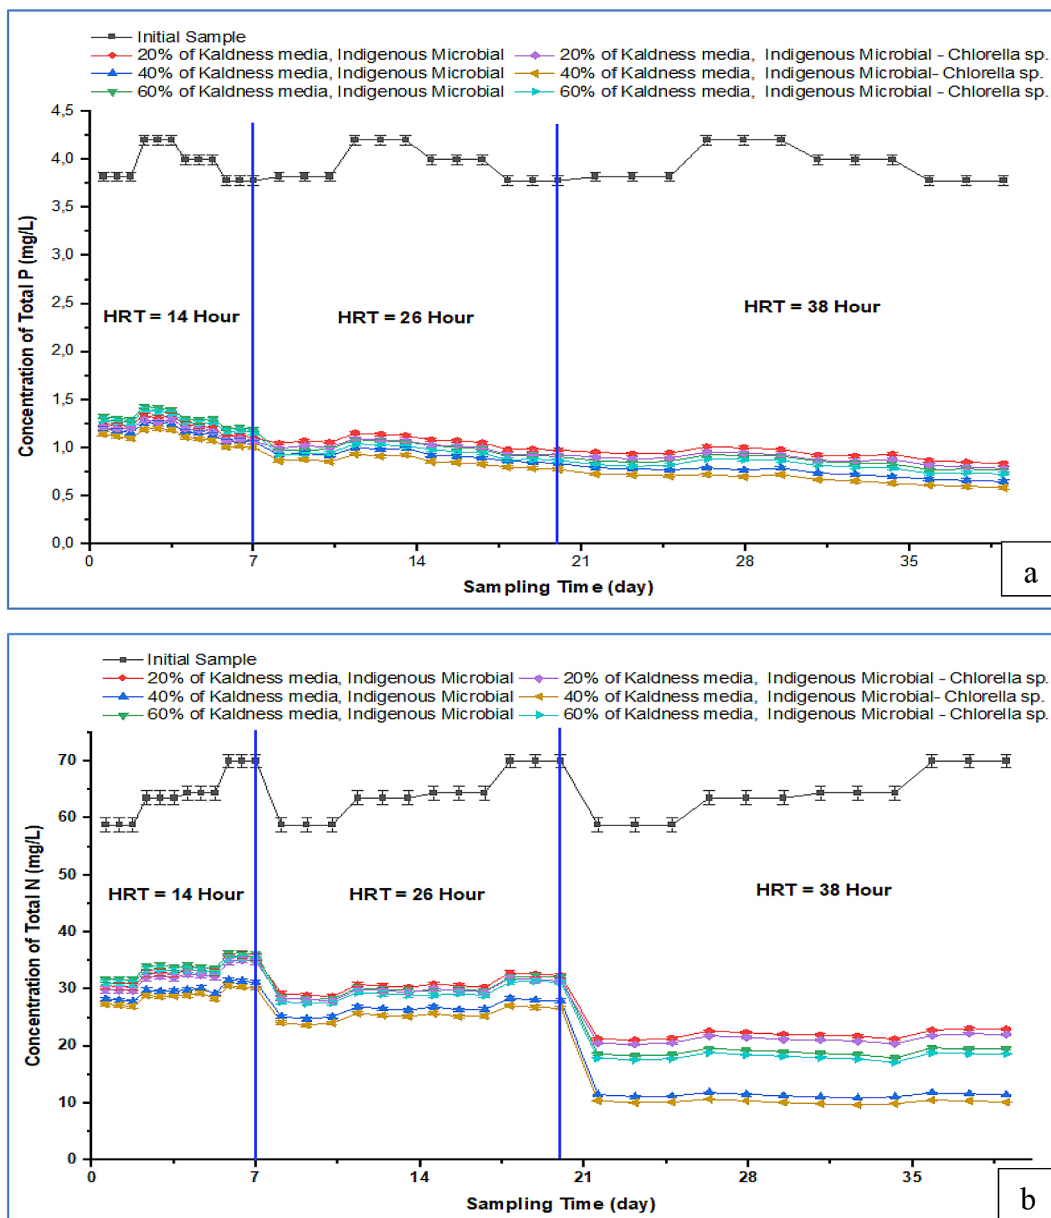 Initial Sample
20% of Kaldness media, Indigenous Microbial
20% of Kaldness media, Indigenous Microbial - Chlorella sp.
40% of Kaldness media, Indigenous Microbial
40% of Kaldness media, Indigenous Microbial- Chlorella sp.
60% of Kaldness media, Indigenous Microbial
60% of Kaldness media, Indigenous Microbial - Chlorella sp.
4,5
4,0
3,5
3,0
2,5
2,0
1,5
1,0
0,5
0,0
Concentration of Total P (mg/L)
HRT = 14 Hour
HRT = 26 Hour
HRT = 38 Hour
0
7
14
21
28
35
Sampling Time (day)
a
Initial Sample
20% of Kaldness media, Indigenous Microbial
20% of Kaldness media, Indigenous Microbial - Chlorella sp.
40% of Kaldness media, Indigenous Microbial
40% of Kaldness media, Indigenous Microbial- Chlorella sp.
60% of Kaldness media, Indigenous Microbial
60% of Kaldness media, Indigenous Microbial - Chlorella sp.
70
60
50
40
30
20
10
0
Concentration of Total N (mg/L)
HRT = 14 Hour
HRT = 26 Hour
HRT = 38 Hour
0
7
14
21
28
35
Sampling Time (day)
b